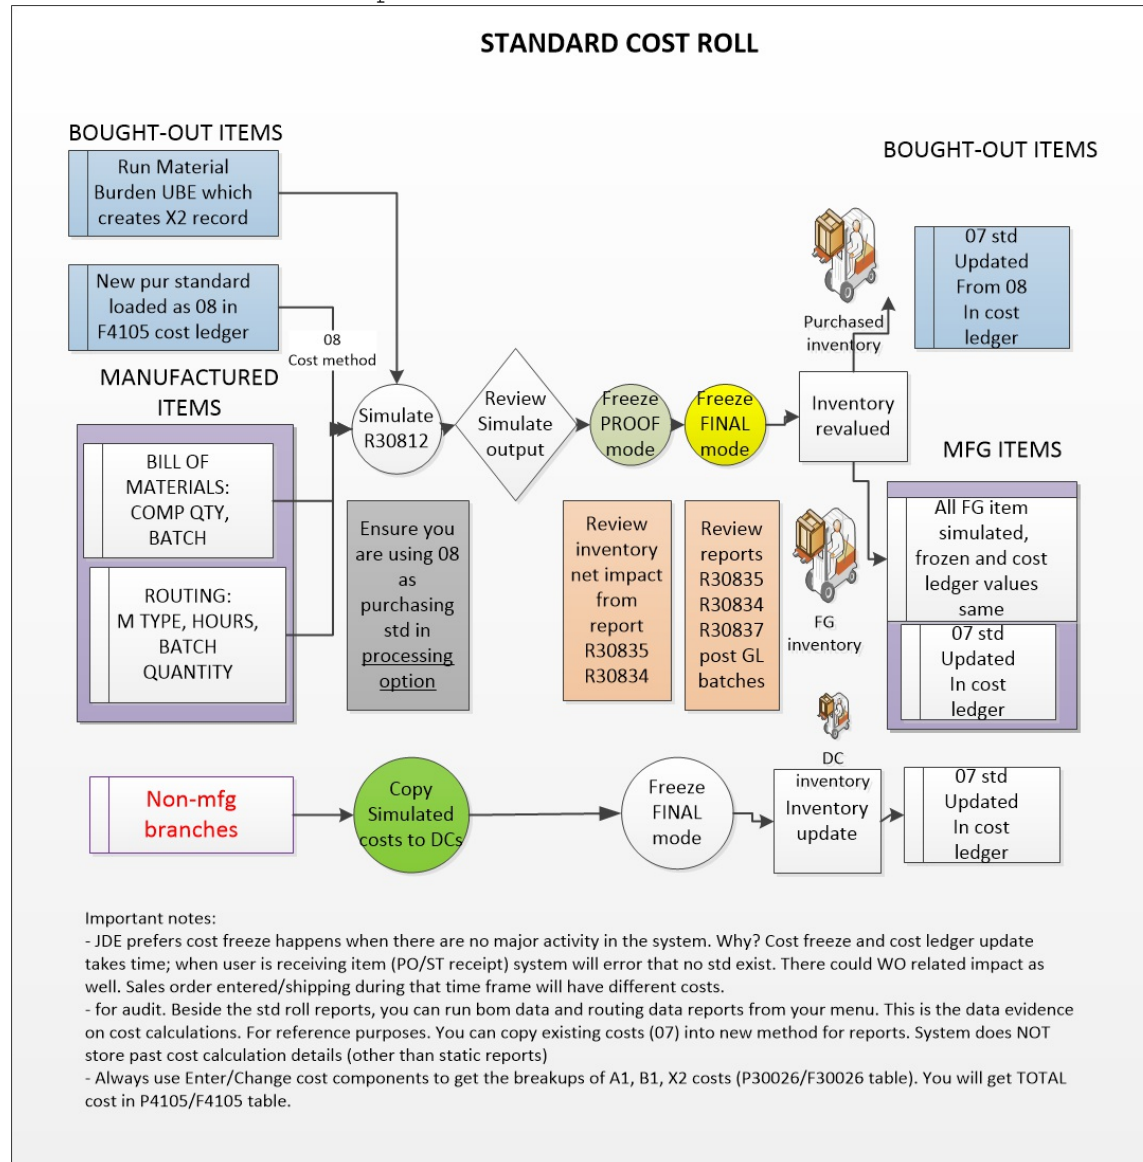 STANDARD COST ROLL
BOUGHT-OUT ITEMS
Run Material
Burden UBE which
creates X2 record
New pur standard
loaded as 08 in
F4105 cost ledger
08
Cost method
MANUFACTURED
ITEMS
BILL OF
MATERIALS:
COMP QTY,
BATCH
ROUTING:
M TYPE, HOURS,
BATCH
QUANTITY
Simulate
R30812
Review
Simulate
output
Freeze
PROOF
mode
Freeze
FINAL
mode
Inventory
revalued
Purchased
inventory
BOUGHT-OUT ITEMS
07 std
Updated
From 08
In cost
ledger
Ensure you
are using 08
as
purchasing
std in
processing
option
Review
inventory
net impact
from
report
R30835
R30834
Review
reports
R30835
R30834
R30837
post GL
batches
FG
inventory
MFG ITEMS
All FG item
simulated,
frozen and cost
ledger values
same
07 std
Updated
In cost
ledger
Non-mfg
branches
Copy
Simulated
costs to DCs
Freeze
FINAL
mode
DC
inventory
Inventory
update
07 std
Updated
In cost
ledger
Important notes:
- JDE prefers cost freeze happens when there are no major activity in the system. Why? Cost freeze and cost ledger update
takes time; when user is receiving item (PO/ST receipt) system will error that no std exist. There could WO related impact as
well. Sales order entered/shipping during that time frame will have different costs.
- for audit. Beside the std roll reports, you can run bom data and routing data reports from your menu. This is the data evidence
on cost calculations. For reference purposes. You can copy existing costs (07) into new method for reports. System does NOT
store past cost calculation details (other than static reports)
- Always use Enter/Change cost components to get the breakups of A1, B1, X2 costs (P30026/F30026 table). You will get TOTAL
cost in P4105/F4105 table.